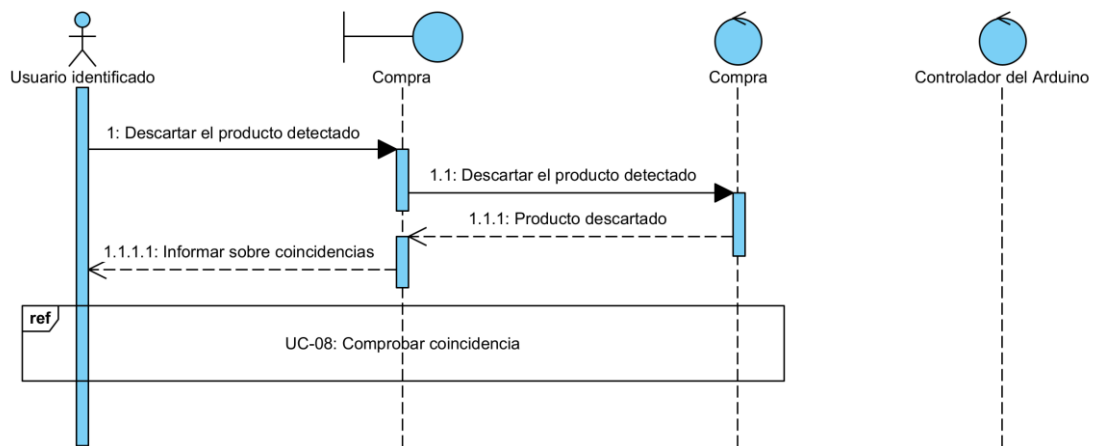 Usuario identificado
Compra
Compra
Controlador del Arduino
1: Descartar el producto detectado
1.1: Descartar el producto detectado
1.1.1: Producto descartado
1.1.1.1: Informar sobre coincidencias
ref
UC-08: Comprobar coincidencia